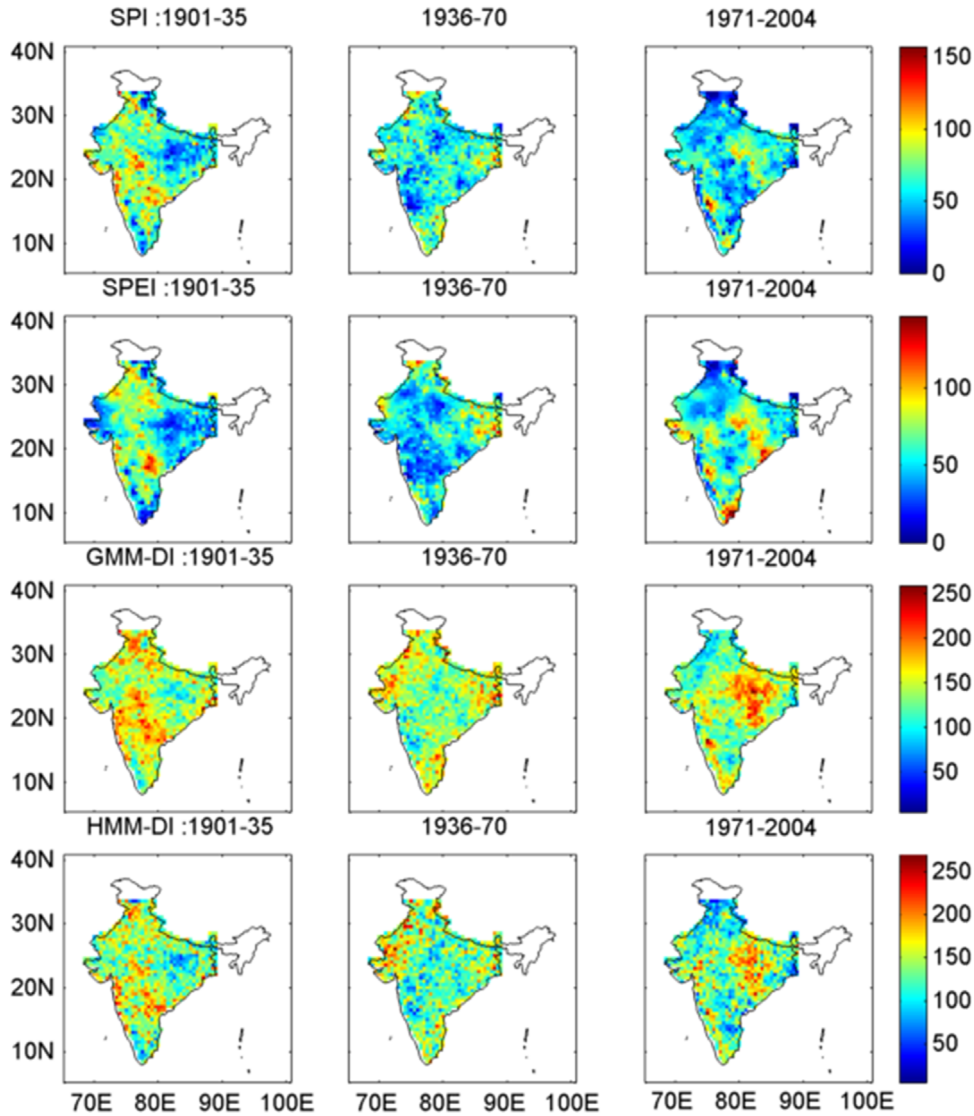 SPI :1901-35 1936-70 1971-2004
40N 150
30N 100
20N 50
10N 0
SPEI :1901-35 1936-70 1971-2004
40N
30N 100
20N 50
10N 0
GMM-DI :1901-35 1936-70 1971-2004
40N 250
30N 200
150
20N 100
10N 50
HMM-DI :1901-35 1936-70 1971-2004
40N 250
30N 200
150
20N 100
10N 50
70E 80E 90E 100E 70E 80E 90E 100E 70E 80E 90E 100E